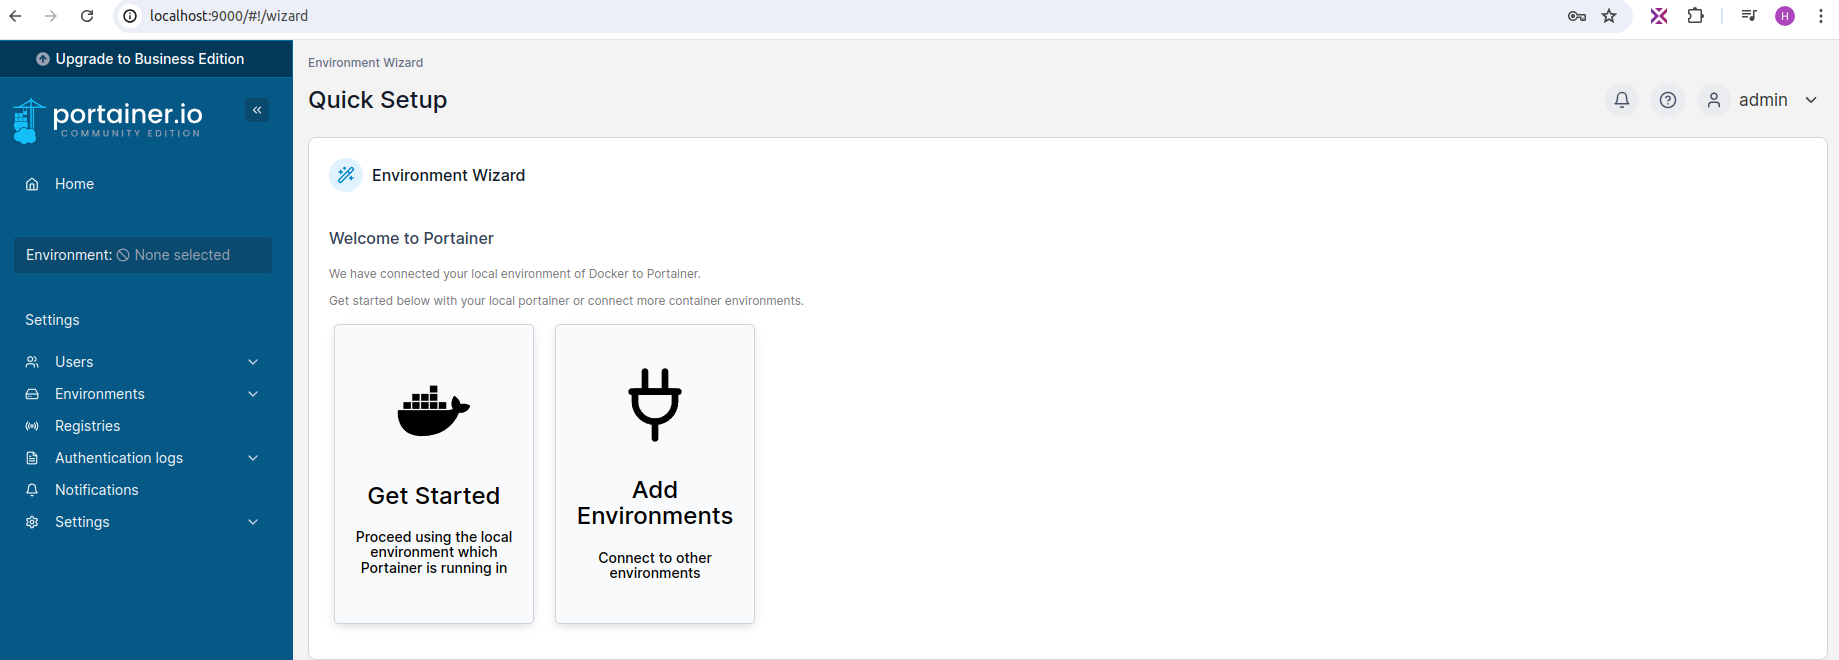 localhost:9000/#!/wizard
H
Upgrade to Business Edition
portainer.io
COMMUNITY EDITION
Home
Environment: None selected
Settings
Users
Environments
Registries
Authentication logs
Notifications
Settings
Environment Wizard
Quick Setup
admin
Environment Wizard
Welcome to Portainer
We have connected your local environment of Docker to Portainer.
Get started below with your local portainer or connect more container environments.
Get Started
Proceed using the local
environment which
Portainer is running in
Add
Environments
Connect to other
environments